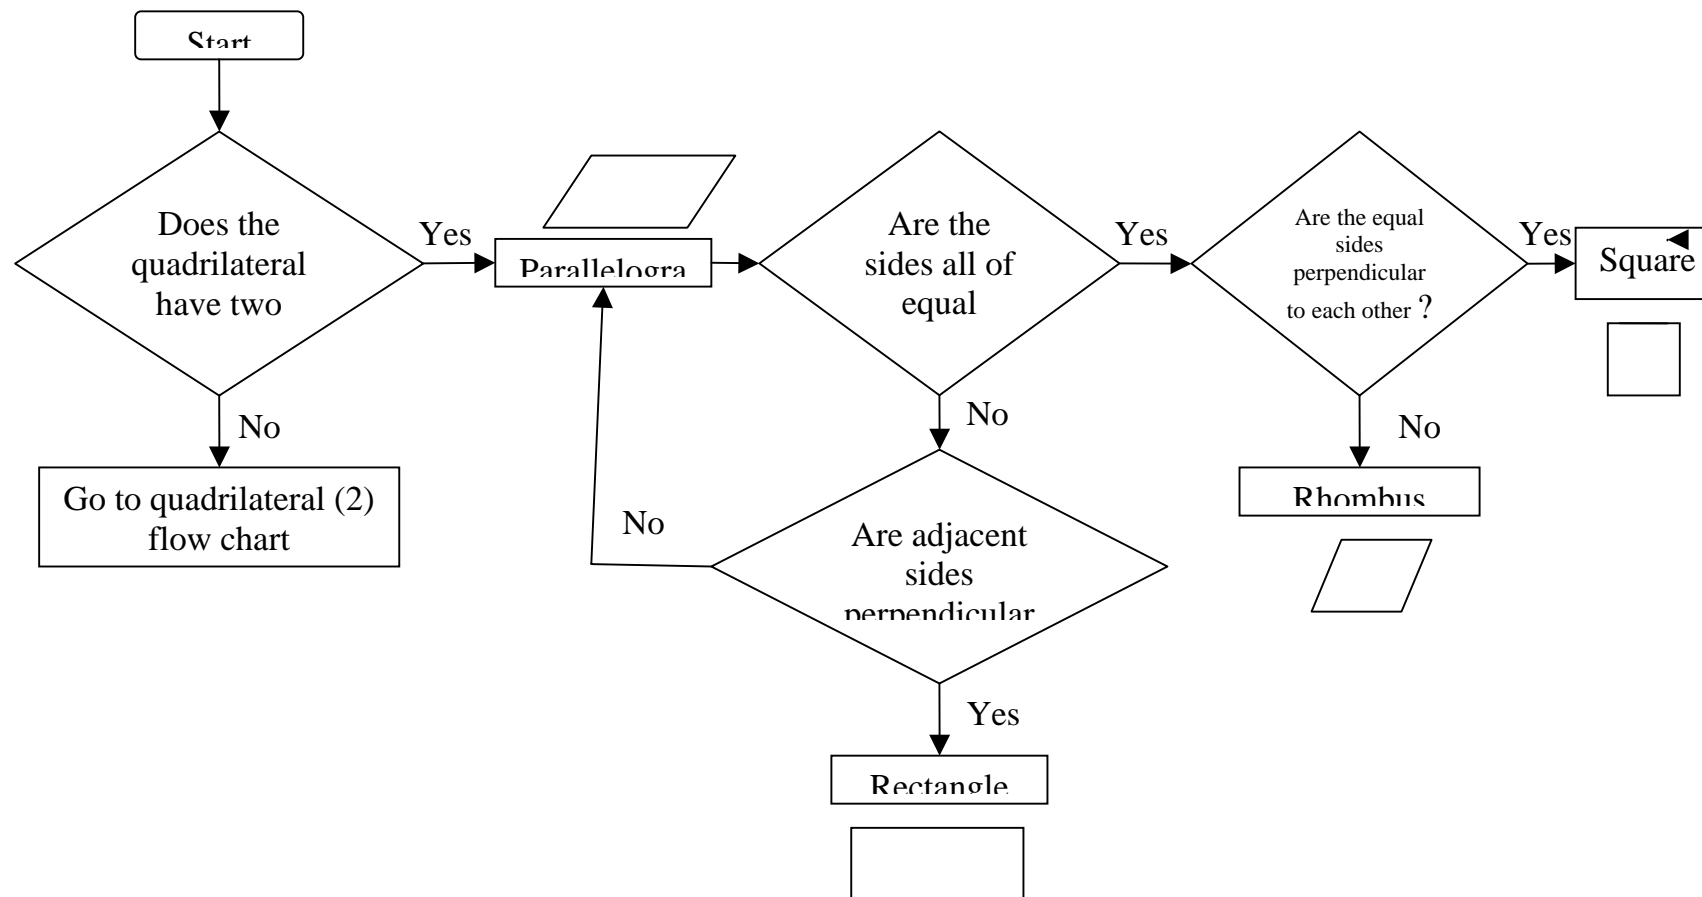 Start
Does the
quadrilateral
have two
Yes
No
Go to quadrilateral (2)
flow chart
Parallelogra
Are the
sides all of
equal
Yes
No
Are adjacent
sides
perpendicular
No
Yes
Rectangle
Are the equal
sides
perpendicular
to each other ?
Yes
Square
No
Rhombus